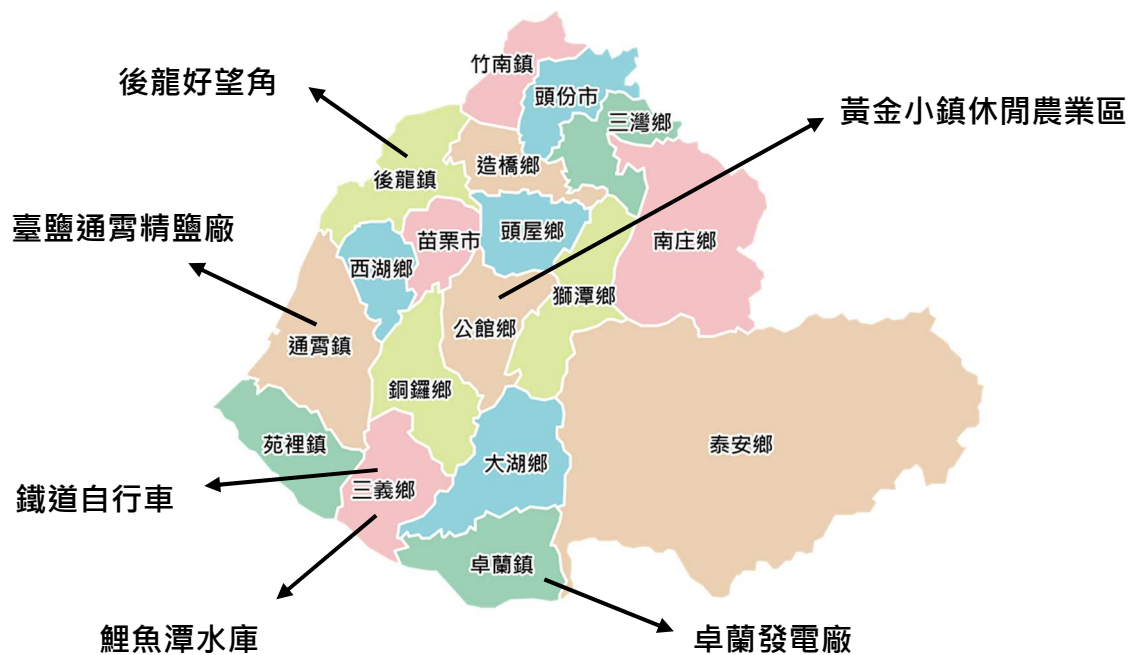 竹南鎮
後龍好望角
頭份市
黃金小鎮休閒農業區
三灣鄉
造橋鄉
後龍鎮
臺鹽通霄精鹽廠
苗栗市
頭屋鄉
南庄鄉
西湖鄉
獅潭鄉
公館鄉
通霄鎮
銅鑼鄉
苑裡鎮
大湖鄉
泰安鄉
鐵道自行車
三義鄉
卓蘭鎮
鯉魚潭水庫
卓蘭發電廠